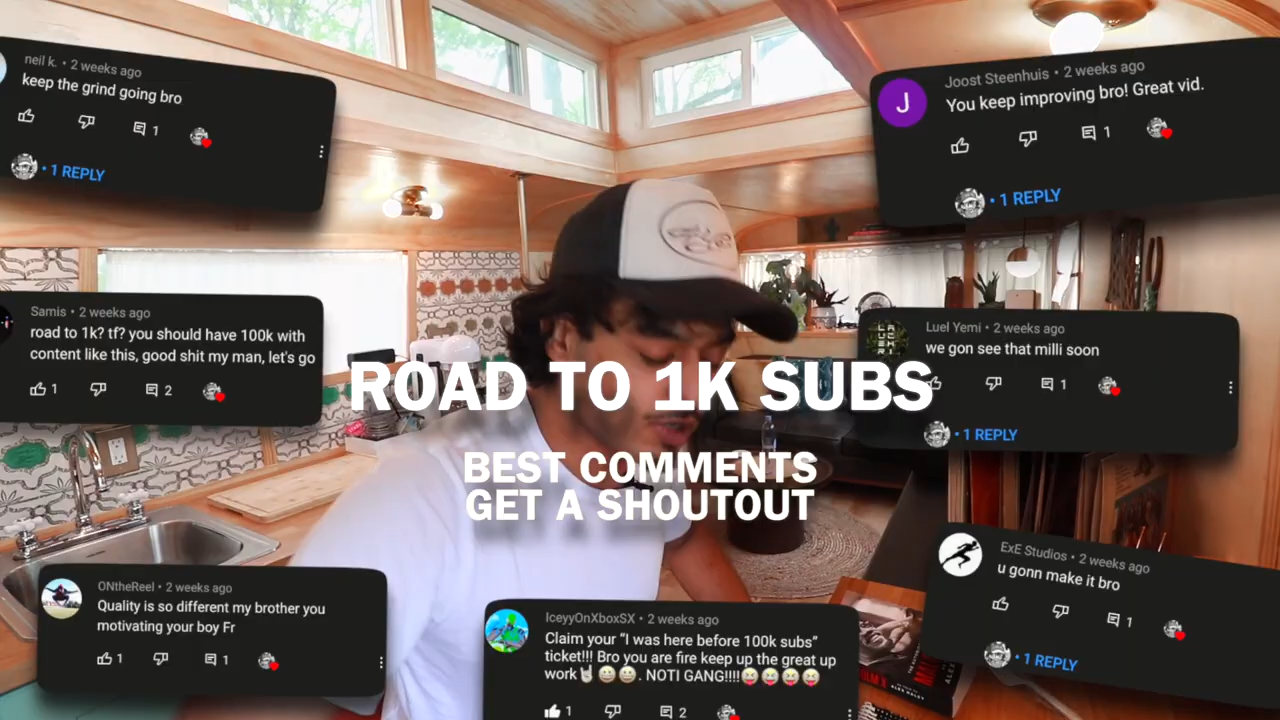 neil k. • 2 weeks ago
keep the grind going bro
1
• 1 REPLY
J
Joost Steenhuis • 2 weeks ago
You keep improving bro! Great vid.
1
• 1 REPLY
Samis • 2 weeks ago
road to 1k? tf? you should have 100k with
content like this, good shit my man, let's go
1 2
Luel Yemi • 2 weeks ago
we gon see that milli soon
1
• 1 REPLY
ROAD TO 1K SUBS
BEST COMMENTS
GET A SHOUTOUT
ONtheReel • 2 weeks ago
Quality is so different my brother you
motivating your boy Fr
1 1
IceyyOnXboxSX • 2 weeks ago
Claim your “I was here before 100k subs”
ticket!!! Bro you are fire keep up the great up
work🤘😀😀. NOTI GANG!!!!😝😝😝😝
1 2
ExE Studios • 2 weeks ago
u gonn make it bro
1
• 1 REPLY
ALEX HALEY